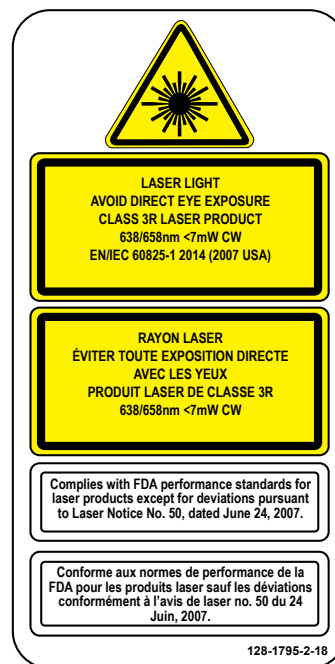 LASER LIGHT
AVOID DIRECT EYE EXPOSURE
CLASS 3R LASER PRODUCT
638/658nm <7mW CW
EN/IEC 60825-1 2014 (2007 USA)
RAYON LASER
ÉVITER TOUTE EXPOSITION DIRECTE
AVEC LES YEUX
PRODUIT LASER DE CLASSE 3R
638/658nm <7mW CW
Complies with FDA performance standards for
laser products except for deviations pursuant
to Laser Notice No. 50, dated June 24, 2007.
Conforme aux normes de performance de la
FDA pour les produits laser sauf les déviations
conformément à l'avis de laser no. 50 du 24
Juin, 2007.
128-1795-2-18